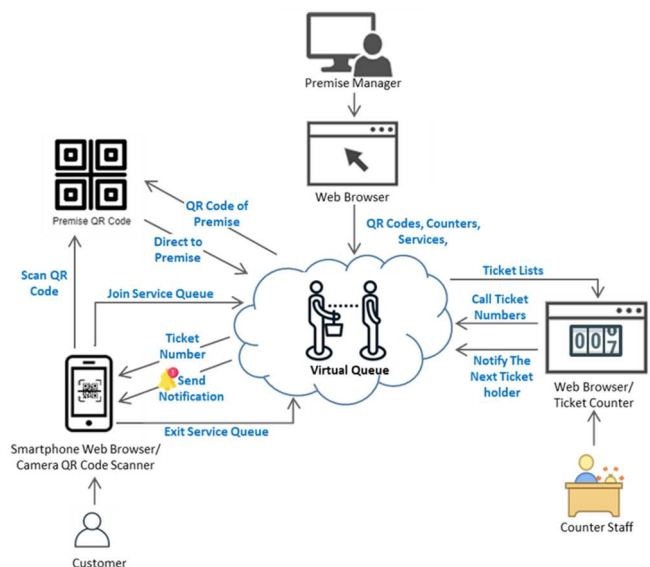 Premise Manager
Web Browser
QR Codes, Counters,
Services,
Premise QR Code
QR Code of
Premise
Direct to
Premise
Scan QR
Code
Join Service Queue
Ticket
Number
1
Send
Notification
Exit Service Queue
Virtual Queue
Ticket Lists
Call Ticket
Numbers
Notify The
Next Ticket
holder
007
Web Browser/
Ticket Counter
Counter Staff
Smartphone Web Browser/
Camera QR Code Scanner
Customer